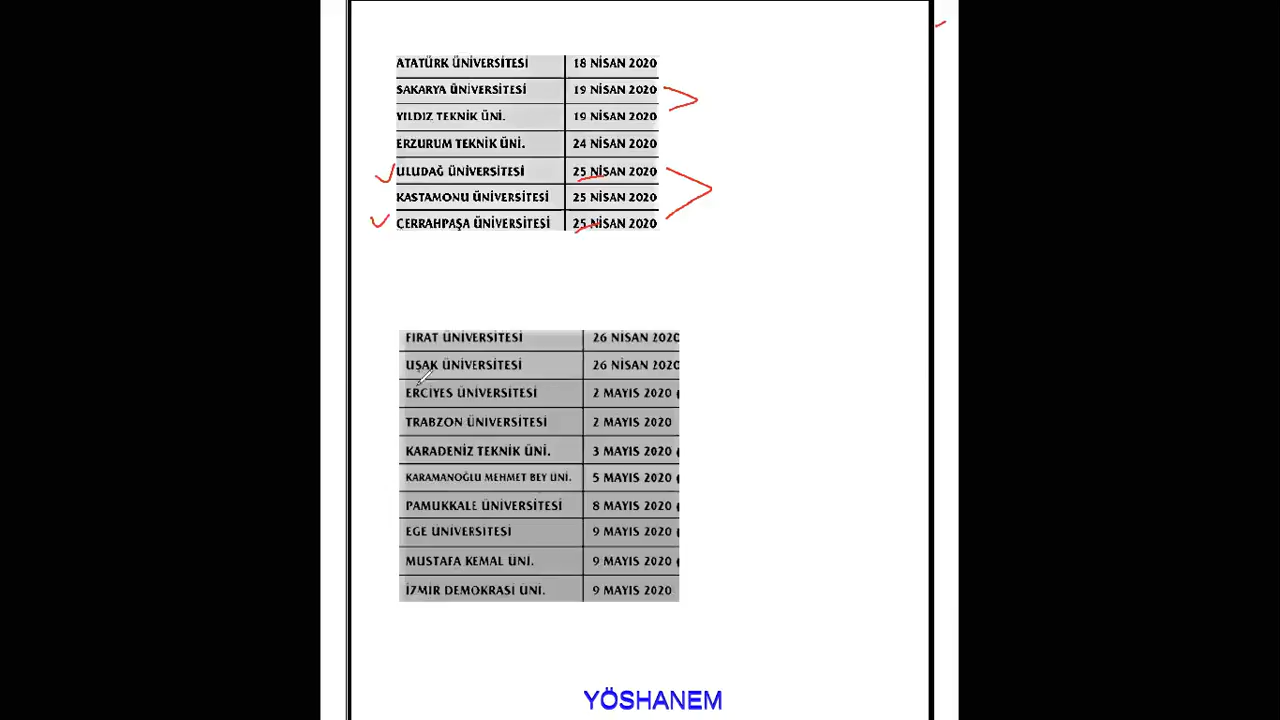 ATATÜRK ÜNİVERSİTESİ 18 NİSAN 2020
SAKARYA ÜNİVERSİTESİ 19 NİSAN 2020
YILDIZ TEKNİK ÜNİ. 19 NİSAN 2020
ERZURUM TEKNİK ÜNİ. 24 NİSAN 2020
ULUDAĞ ÜNİVERSİTESİ 25 NİSAN 2020
KASTAMONU ÜNİVERSİTESİ 25 NİSAN 2020
CERRAHPAŞA ÜNİVERSİTESİ 25 NİSAN 2020
FIRAT ÜNİVERSİTESİ 26 NİSAN 2020
UŞAK ÜNİVERSİTESİ 26 NİSAN 2020
ERCİYES ÜNİVERSİTESİ 2 MAYIS 2020 (
TRABZON ÜNİVERSİTESİ 2 MAYIS 2020
KARADENİZ TEKNİK ÜNİ. 3 MAYIS 2020 (
KARAMANOĞLU MEHMET BEY ÜNİ. 5 MAYIS 2020 (
PAMUKKALE ÜNİVERSİTESİ 8 MAYIS 2020 (
EGE ÜNİVERSİTESİ 9 MAYIS 2020 (
MUSTAFA KEMAL ÜNİ. 9 MAYIS 2020 (
İZMİR DEMOKRASİ ÜNİ. 9 MAYIS 2020
YÖSHANEM